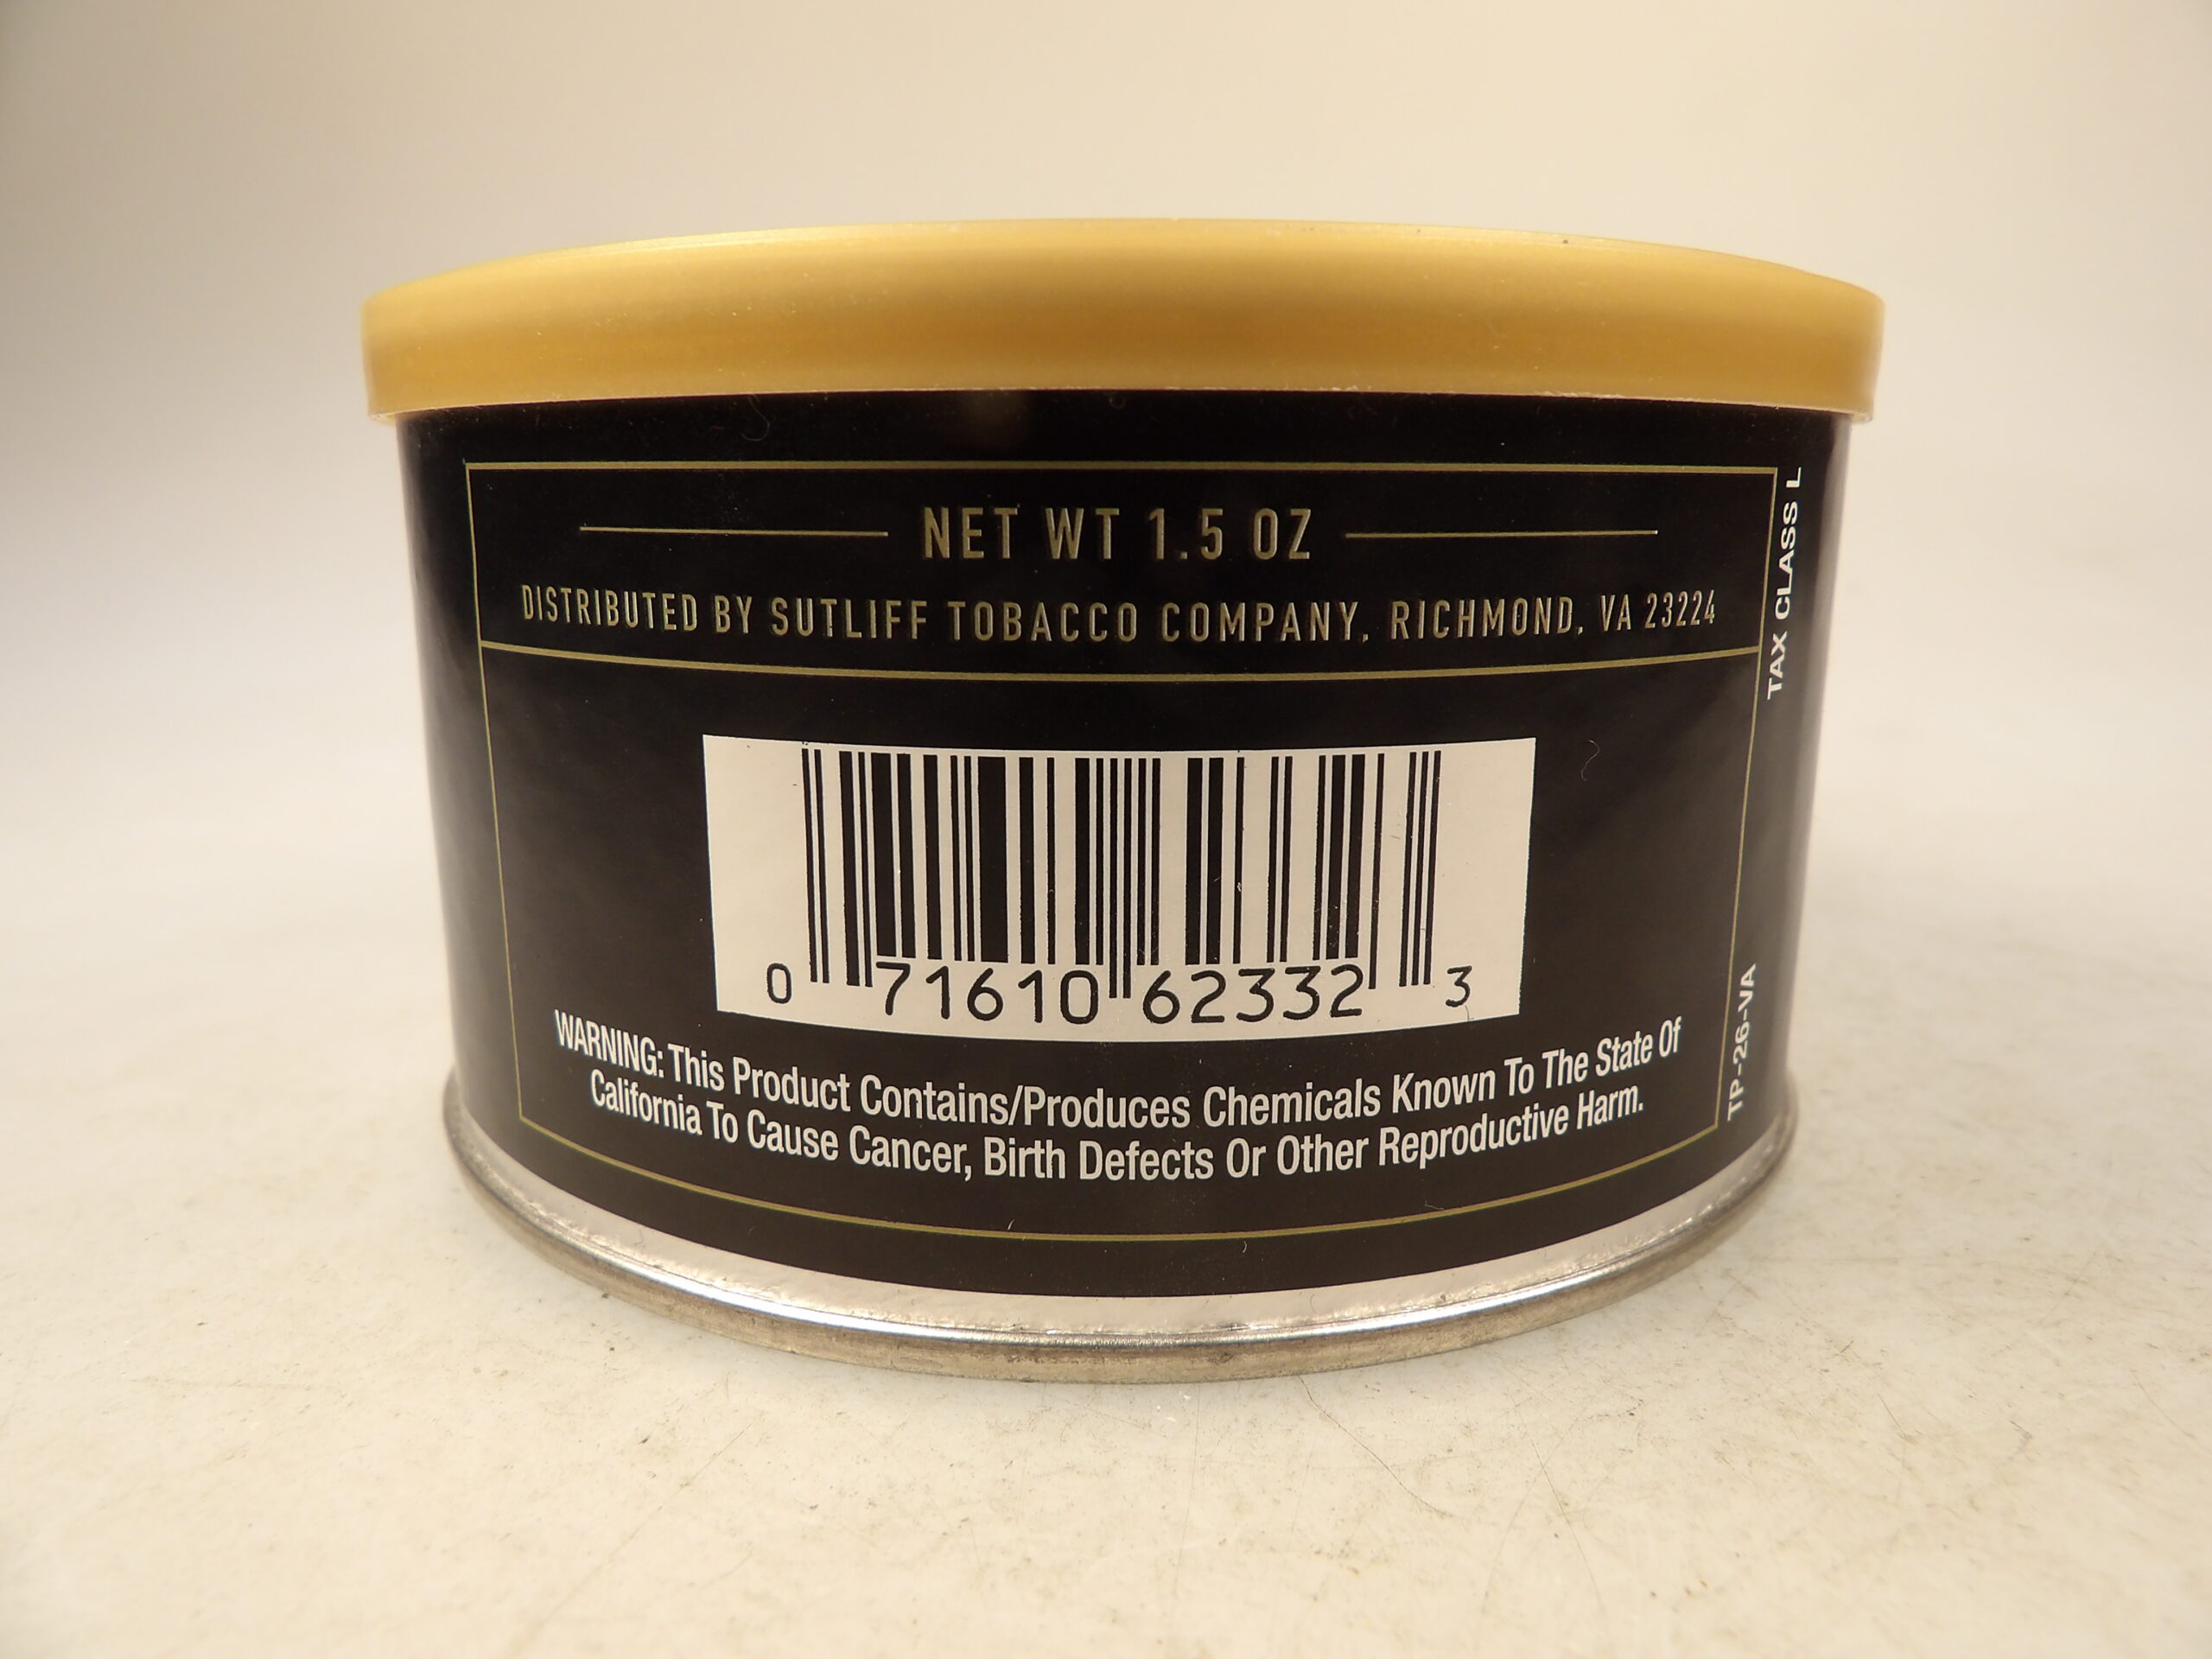 NET WT 1.5 OZ
DISTRIBUTED BY SUTLIFF TOBACCO COMPANY, RICHMOND, VA 23224
TAX CLASS L
0 71610 62332 3
TP-26-VA
WARNING: This Product Contains/Produces Chemicals Known To The State Of
California To Cause Cancer, Birth Defects Or Other Reproductive Harm.